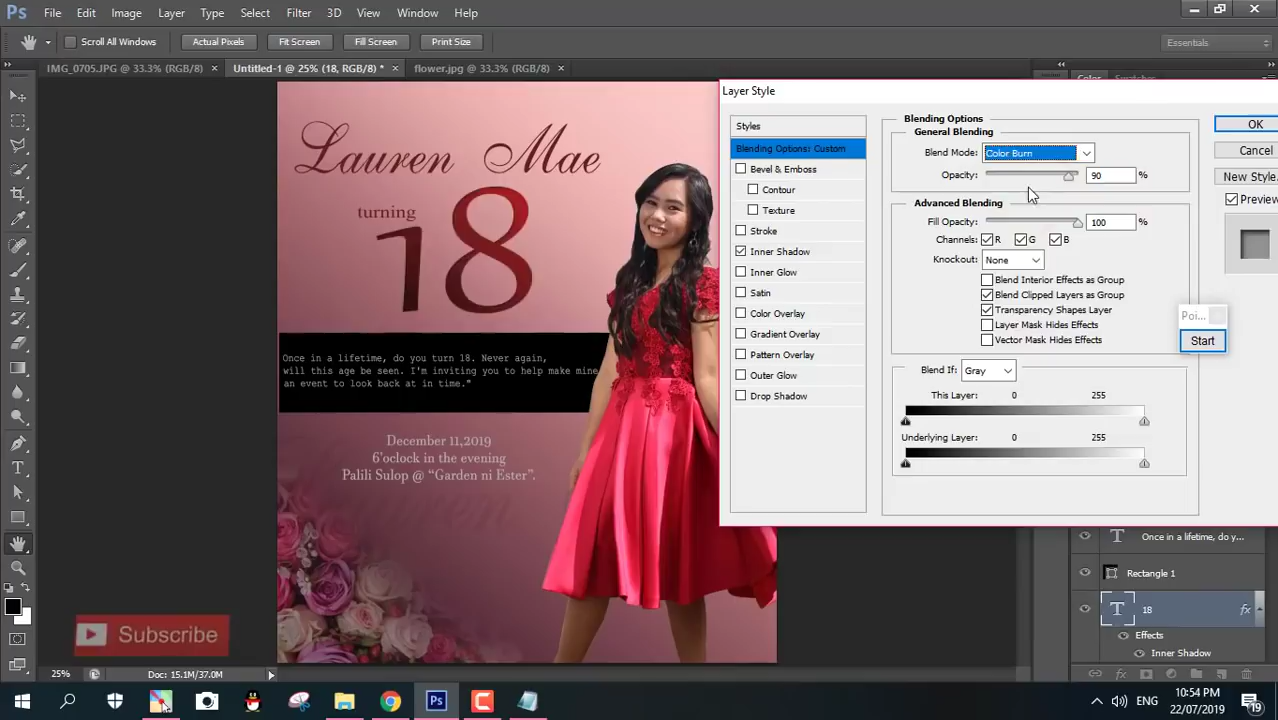 Ps File Edit Image Layer Type Select Filter 3D View Window Help
Scroll All Windows Actual Pixels Fit Screen Fill Screen Print Size Essentials
IMG_0705.JPG @ 33.3% (RGB/8) × Untitled-1 @ 25% (18, RGB/8) * × flower.jpg @ 33.3% (RGB/8) ×
Color Swatches
Lauren Mae
turning
18
Once in a lifetime, do you turn 18. Never again,
will this age be seen. I'm inviting you to help make mine
an event to look back at in time."
December 11,2019
6'oclock in the evening
Palili Sulop @ “Garden ni Ester”.
Subscribe
Layer Style
Styles
Blending Options: Custom
Bevel & Emboss
Contour
Texture
Stroke
Inner Shadow
Inner Glow
Satin
Color Overlay
Gradient Overlay
Pattern Overlay
Outer Glow
Drop Shadow
Blending Options
General Blending
Blend Mode: Color Burn
Opacity: 90 %
Advanced Blending
Fill Opacity: 100 %
Channels: R G B
Knockout: None
Blend Interior Effects as Group
Blend Clipped Layers as Group
Transparency Shapes Layer
Layer Mask Hides Effects
Vector Mask Hides Effects
Blend If: Gray
This Layer: 0 255
Underlying Layer: 0 255
OK
Cancel
New Style...
Preview
Poi...
Start
Once in a lifetime, do y...
Rectangle 1
18 fx
Effects
Inner Shadow
25% Doc: 15.1M/37.0M
ENG
10:54 PM
22/07/2019
19